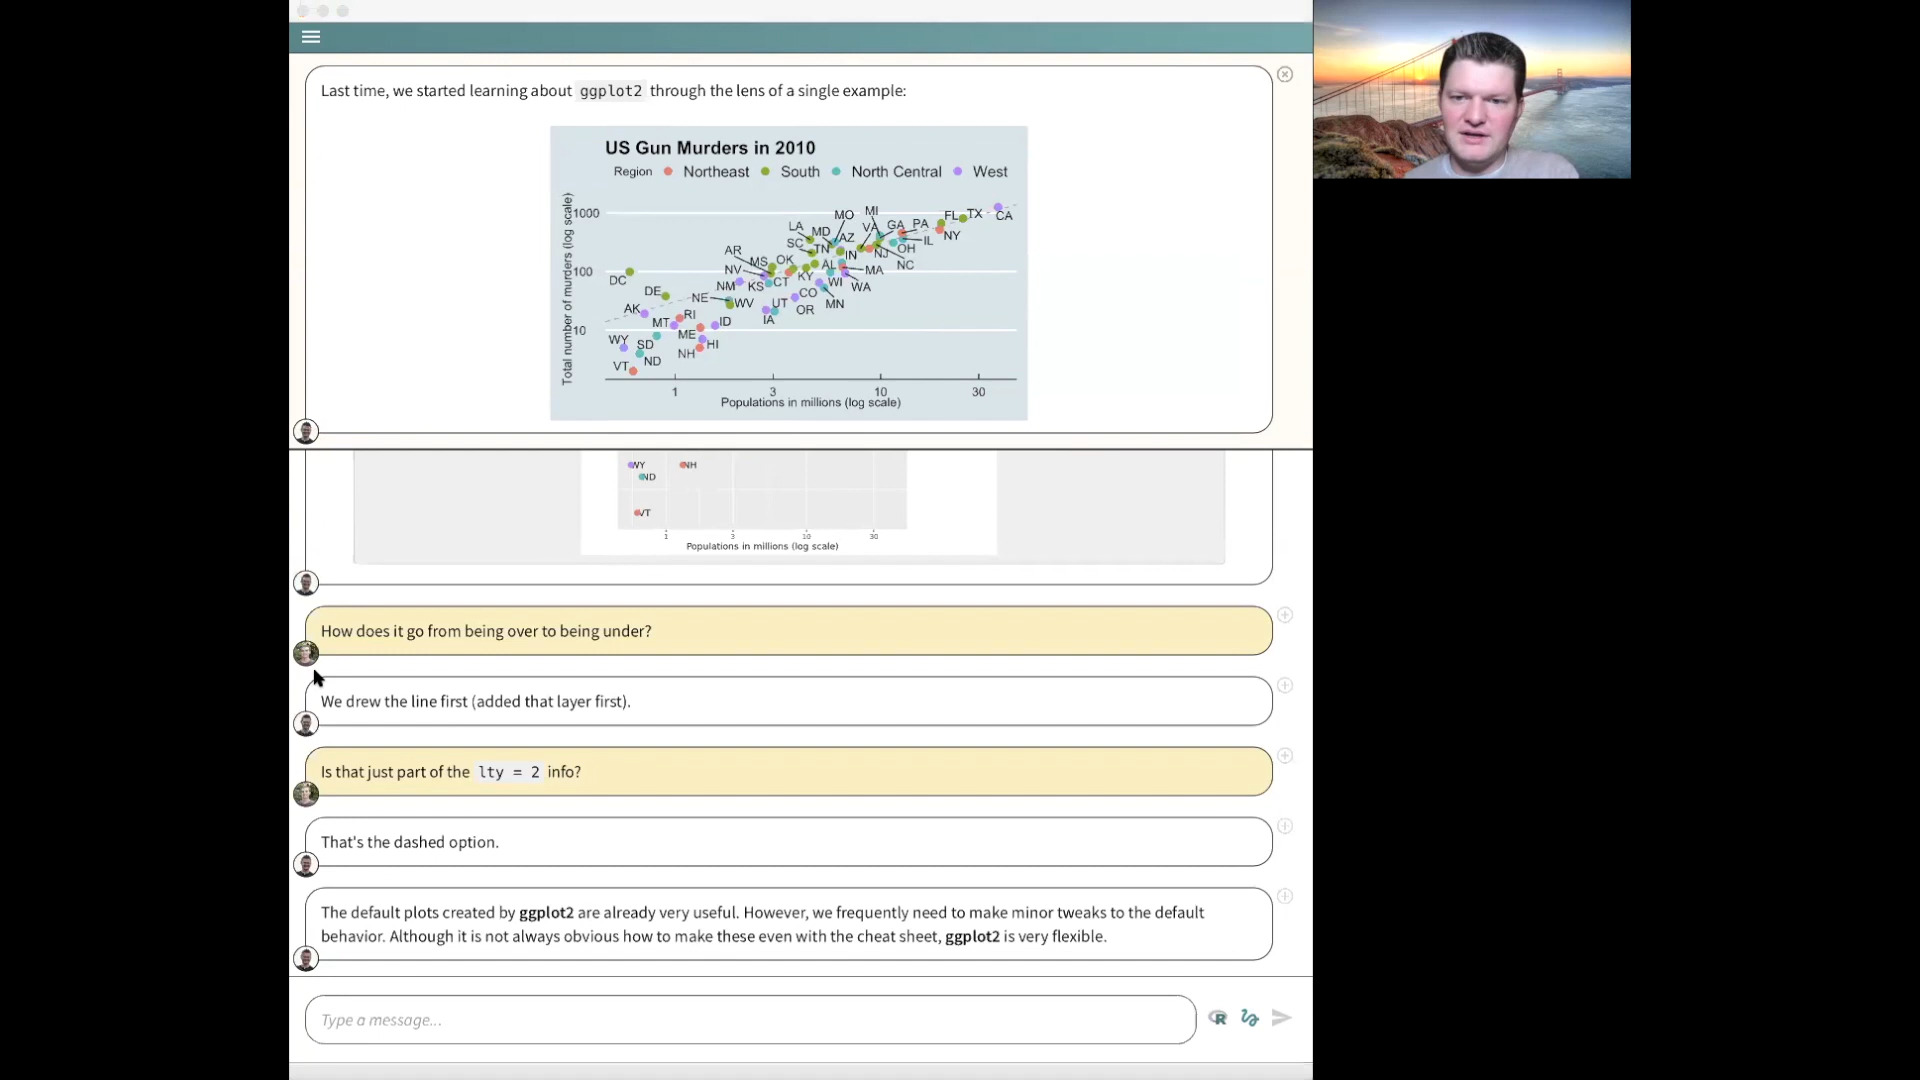 Last time, we started learning about ggplot2 through the lens of a single example:
US Gun Murders in 2010
Region Northeast South North Central West
Total number of murders (log scale)
1000
100
10
MO MI FL TX CA
LA MD AZ VA GA PA NY
SC TN IN NJ OH IL
AR MS OK AL NC
NV KY MA
DC NM KS CT WI WA
DE NE WV UT CO MN
AK RI IA OR
MT ID
WY SD ME HI
VT ND NH
1 3 10 30
Populations in millions (log scale)
WY NH
ND
VT
1 3 10 30
Populations in millions (log scale)
How does it go from being over to being under?
We drew the line first (added that layer first).
Is that just part of the lty = 2 info?
That's the dashed option.
The default plots created by ggplot2 are already very useful. However, we frequently need to make minor tweaks to the default
behavior. Although it is not always obvious how to make these even with the cheat sheet, ggplot2 is very flexible.
Type a message...
R